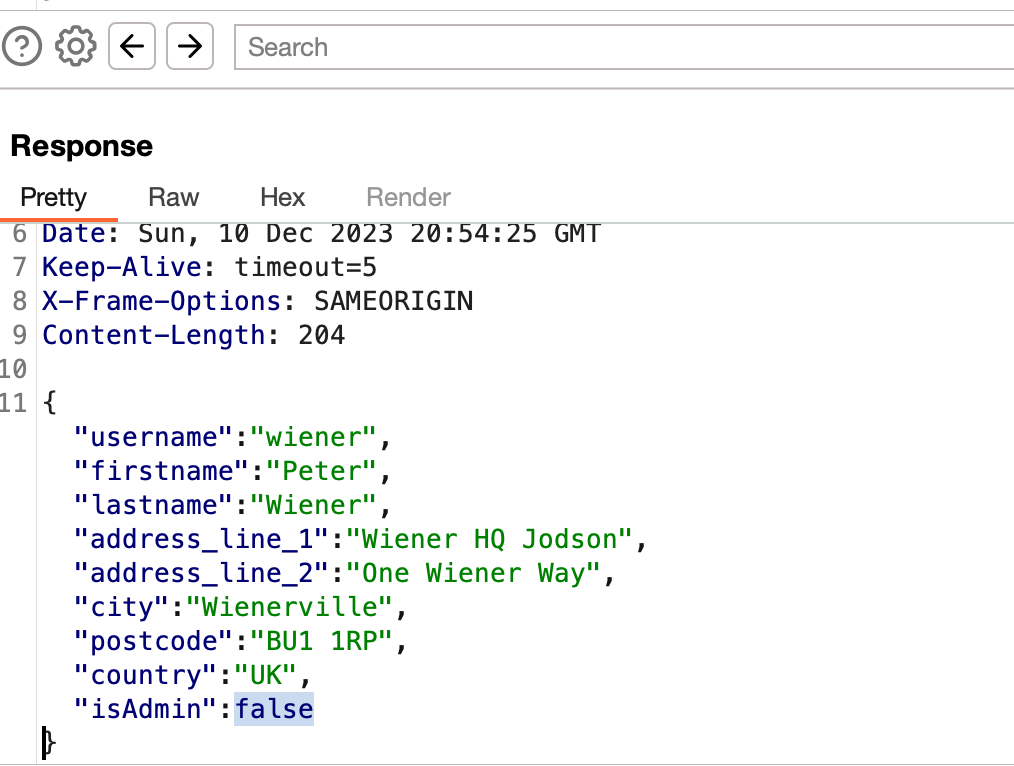 Search
Response
Pretty Raw Hex Render
6 Date: Sun, 10 Dec 2023 20:54:25 GMT
7 Keep-Alive: timeout=5
8 X-Frame-Options: SAMEORIGIN
9 Content-Length: 204
10
11 {
"username":"wiener",
"firstname":"Peter",
"lastname":"Wiener",
"address_line_1":"Wiener HQ Jodson",
"address_line_2":"One Wiener Way",
"city":"Wienerville",
"postcode":"BU1 1RP",
"country":"UK",
"isAdmin":false
}